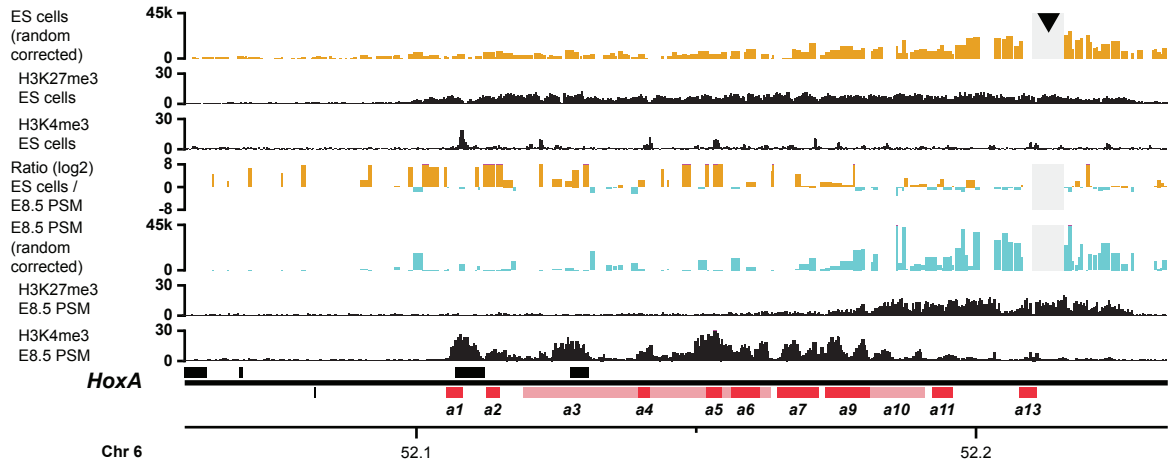 ES cells 45k
(random
corrected) 0
H3K27me3 30
ES cells 0
H3K4me3 30
ES cells 0
Ratio (log2) 8
ES cells / 0
E8.5 PSM -8
E8.5 PSM 45k
(random
corrected) 0
H3K27me3 30
E8.5 PSM 0
H3K4me3 30
E8.5 PSM 0
HoxA
a1 a2 a3 a4 a5 a6 a7 a9 a10 a11 a13
Chr 6 52.1 52.2